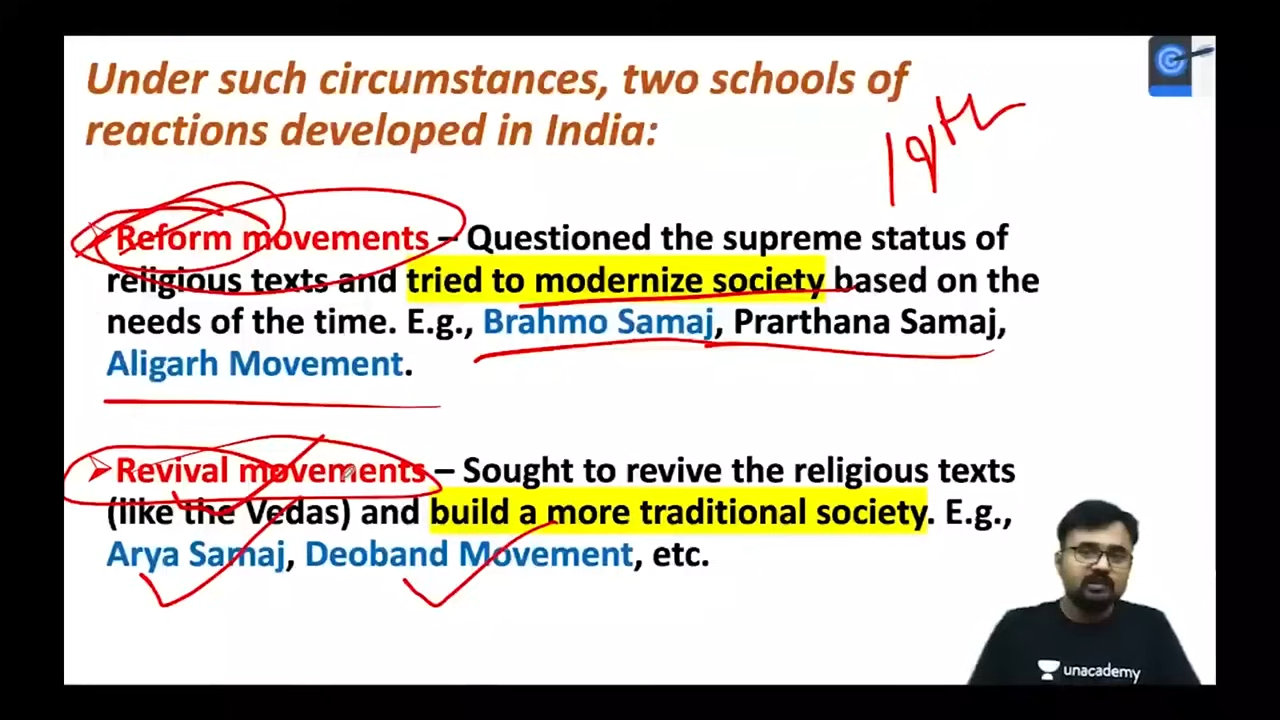 Under such circumstances, two schools of
reactions developed in India:
19th
Reform movements – Questioned the supreme status of
religious texts and tried to modernize society based on the
needs of the time. E.g., Brahmo Samaj, Prarthana Samaj,
Aligarh Movement.
Revival movements – Sought to revive the religious texts
(like the Vedas) and build a more traditional society. E.g.,
Arya Samaj, Deoband Movement, etc.
unacademy